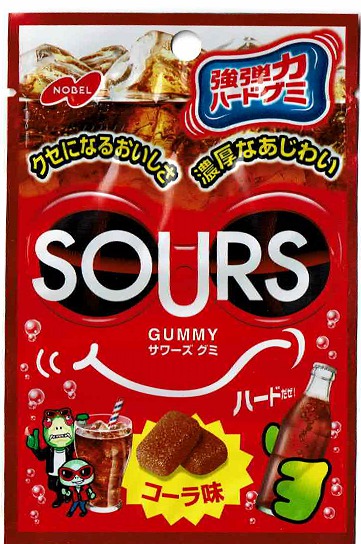 NOBEL
強弾力
ハードグミ
クセになるおいしさ
濃厚なあじわい
SOURS
GUMMY
サワーズ グミ
ハードだぜ!
コーラ味